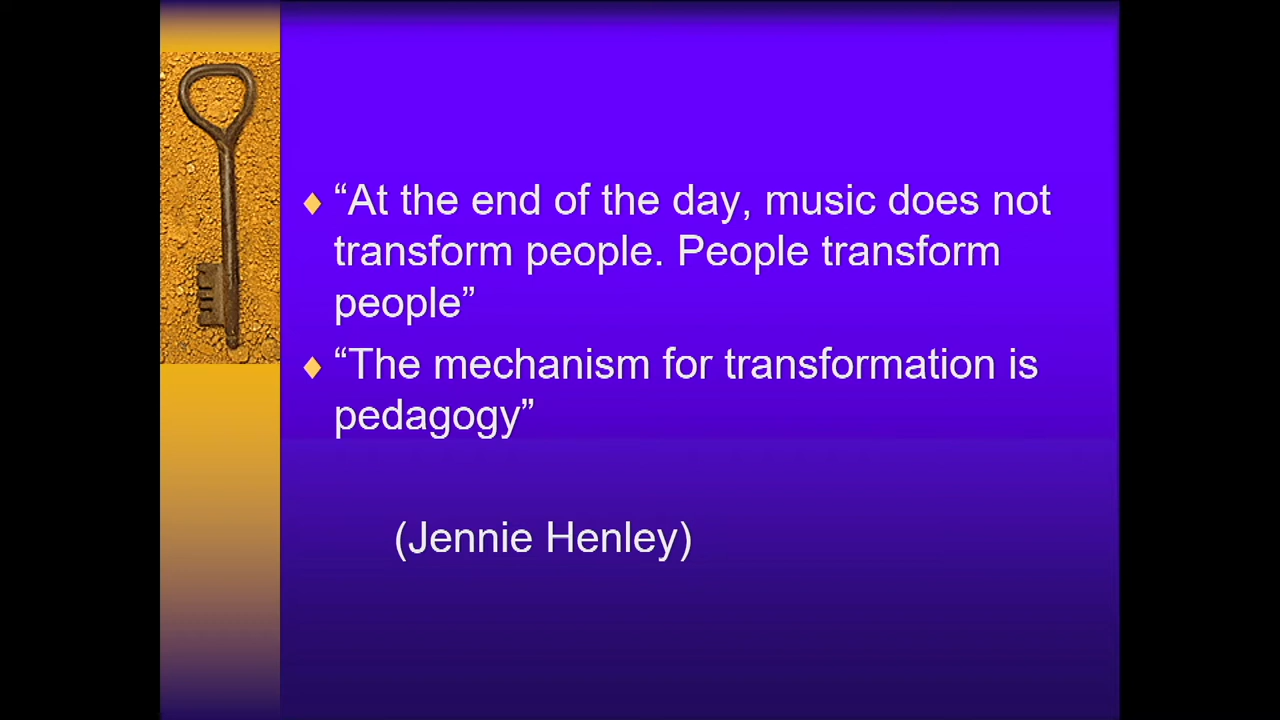 “At the end of the day, music does not
transform people. People transform
people”
“The mechanism for transformation is
pedagogy”
(Jennie Henley)